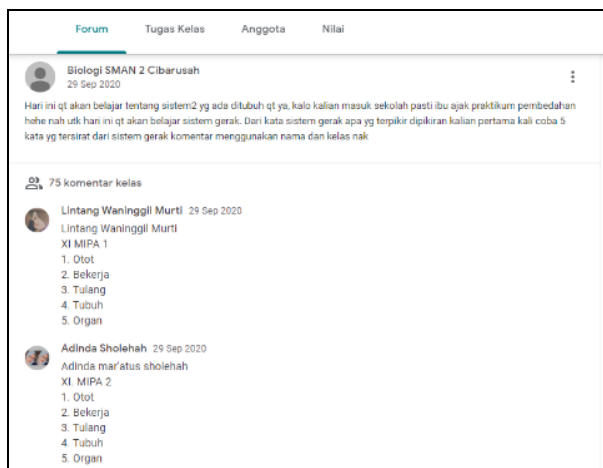 Forum Tugas Kelas Anggota Nilai
Biologi SMAN 2 Cibarusah
29 Sep 2020
Hari ini qt akan belajar tentang sistem2 yg ada ditubuh qt ya, kalo kalian masuk sekolah pasti ibu ajak praktikum pembedahan
hehe nah utk hari ini qt akan belajar sistem gerak. Dari kata sistem gerak apa yg terpikir dipikiran kalian pertama kali coba 5
kata yg tersirat dari sistem gerak komentar menggunakan nama dan kelas nak
75 komentar kelas
Lintang Waninggil Murti 29 Sep 2020
Lintang Waninggil Murti
XI MIPA 1
1. Otot
2. Bekerja
3. Tulang
4. Tubuh
5. Organ
Adinda Sholehah 29 Sep 2020
Adinda mar'atus sholehah
XI. MIPA 2
1. Otot
2. Bekerja
3. Tulang
4. Tubuh
5. Organ